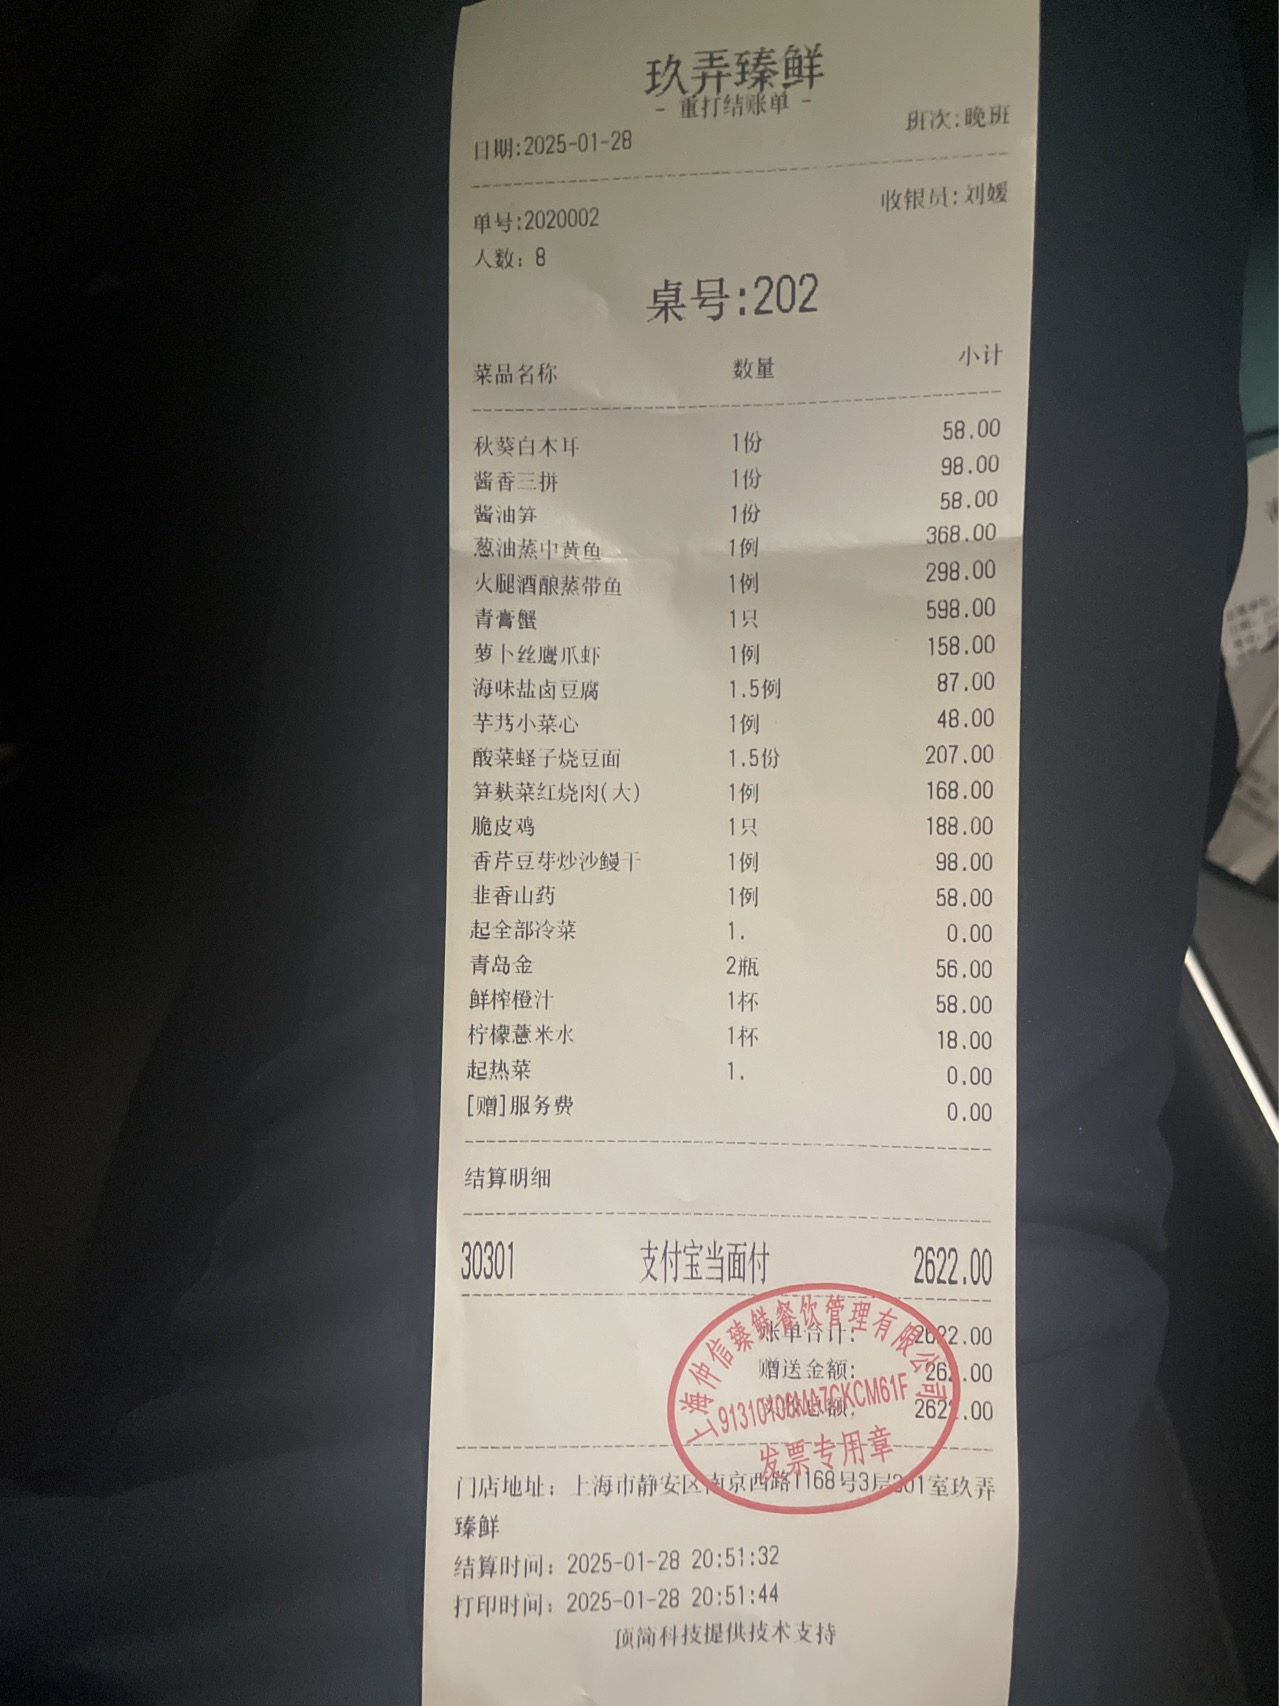 玖弄臻鲜
- 重打结账单 -
日期:2025-01-28 班次:晚班
单号:2020002 收银员:刘媛
人数: 8
桌号:202
菜品名称 数量 小计
秋葵白木耳 1份 58.00
酱香三拼 1份 98.00
酱油笋 1份 58.00
葱油蒸中黄鱼 1例 368.00
火腿酒酿蒸带鱼 1例 298.00
青膏蟹 1只 598.00
萝卜丝鹰爪虾 1例 158.00
海味盐卤豆腐 1.5例 87.00
芋艿小菜心 1例 48.00
酸菜蛏子烧豆面 1.5份 207.00
笋麸菜红烧肉(大) 1例 168.00
脆皮鸡 1只 188.00
香芹豆芽炒沙鳗干 1例 98.00
韭香山药 1例 58.00
起全部冷菜 1. 0.00
青岛金 2瓶 56.00
鲜榨橙汁 1杯 58.00
柠檬薏米水 1杯 18.00
起热菜 1. 0.00
[赠]服务费 0.00
结算明细
30301 支付宝当面付 2622.00
账单合计: 2622.00
赠送金额:
上海仲信臻鲜餐饮管理有限公司
发票专用章
门店地址: 上海市静安区南京西路1168号3层301室玖弄
臻鲜
结算时间: 2025-01-28 20:51:32
打印时间: 2025-01-28 20:51:44
顶简科技提供技术支持